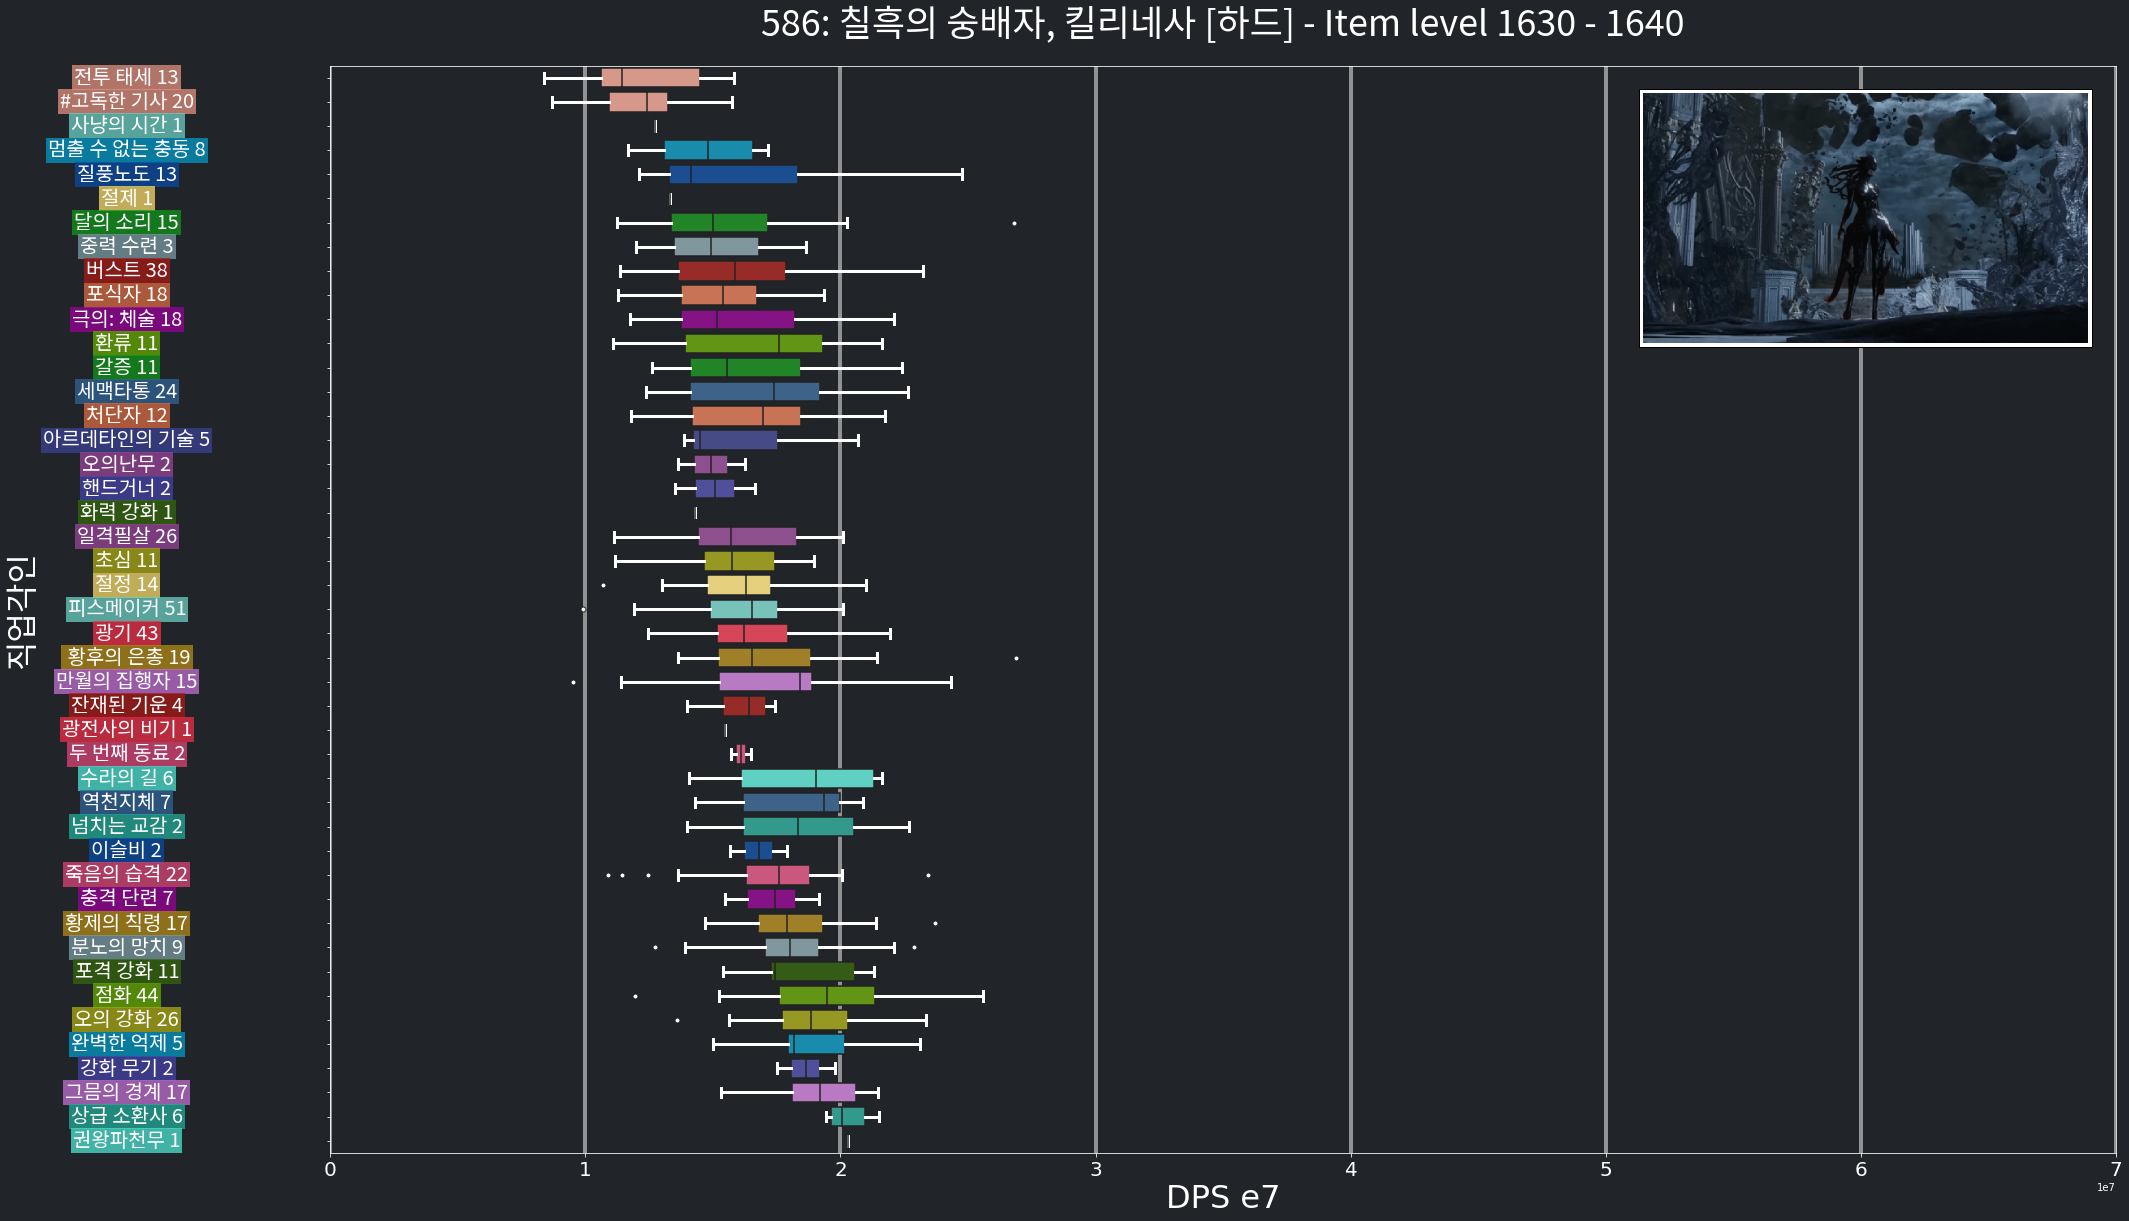 586: 칠흑의 숭배자, 킬리네사 [하드] - Item level 1630 - 1640
직업각인
전투 태세 13
#고독한 기사 20
사냥의 시간 1
멈출 수 없는 충동 8
질풍노도 13
절제 1
달의 소리 15
중력 수련 3
버스트 38
포식자 18
극의: 체술 18
환류 11
갈증 11
세맥타통 24
처단자 12
아르데타인의 기술 5
오의난무 2
핸드거너 2
화력 강화 1
일격필살 26
초심 11
절정 14
피스메이커 51
광기 43
황후의 은총 19
만월의 집행자 15
잔재된 기운 4
광전사의 비기 1
두 번째 동료 2
수라의 길 6
역천지체 7
넘치는 교감 2
이슬비 2
죽음의 습격 22
충격 단련 7
황제의 칙령 17
분노의 망치 9
포격 강화 11
점화 44
오의 강화 26
완벽한 억제 5
강화 무기 2
그믐의 경계 17
상급 소환사 6
권왕파천무 1
0 1 2 3 4 5 6 7
1e7
DPS e7